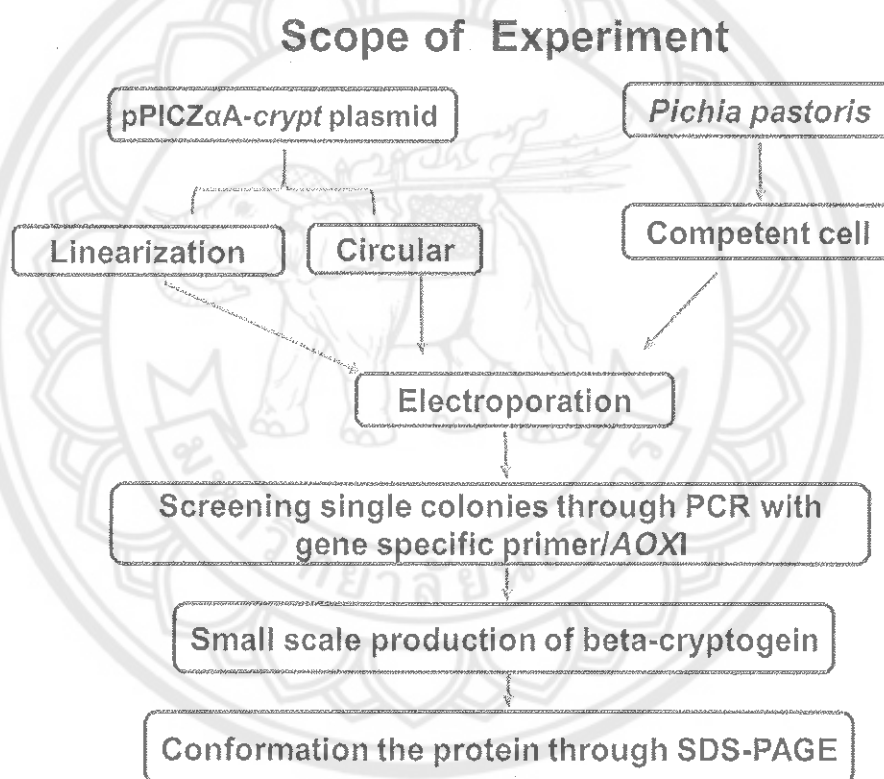 Scope of Experiment
pPICZαA-crypt plasmid
Pichia pastoris
Linearization
Circular
Competent cell
Electroporation
Screening single colonies through PCR with
gene specific primer/AOXI
Small scale production of beta-cryptogein
Conformation the protein through SDS-PAGE